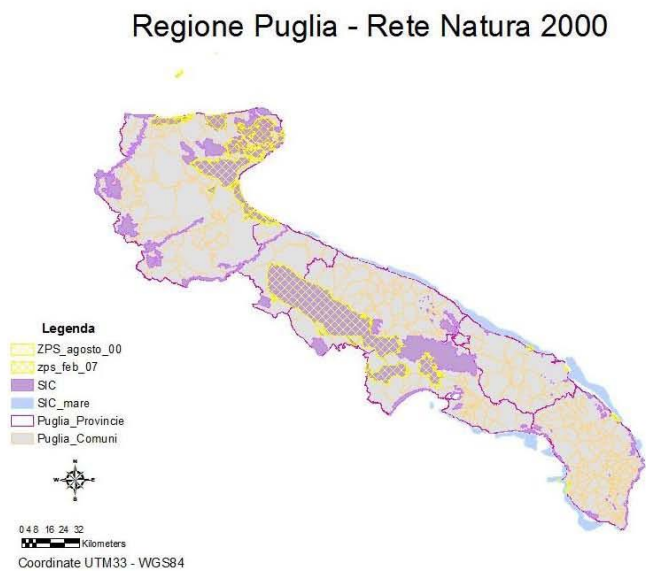 Regione Puglia - Rete Natura 2000
Legenda
ZPS_agosto_00
zps_feb_07
SIC
SIC_mare
Puglia_Provincie
Puglia_Comuni
N
W E
S
0 4 8 16 24 32
Kilometers
Coordinate UTM33 - WGS84